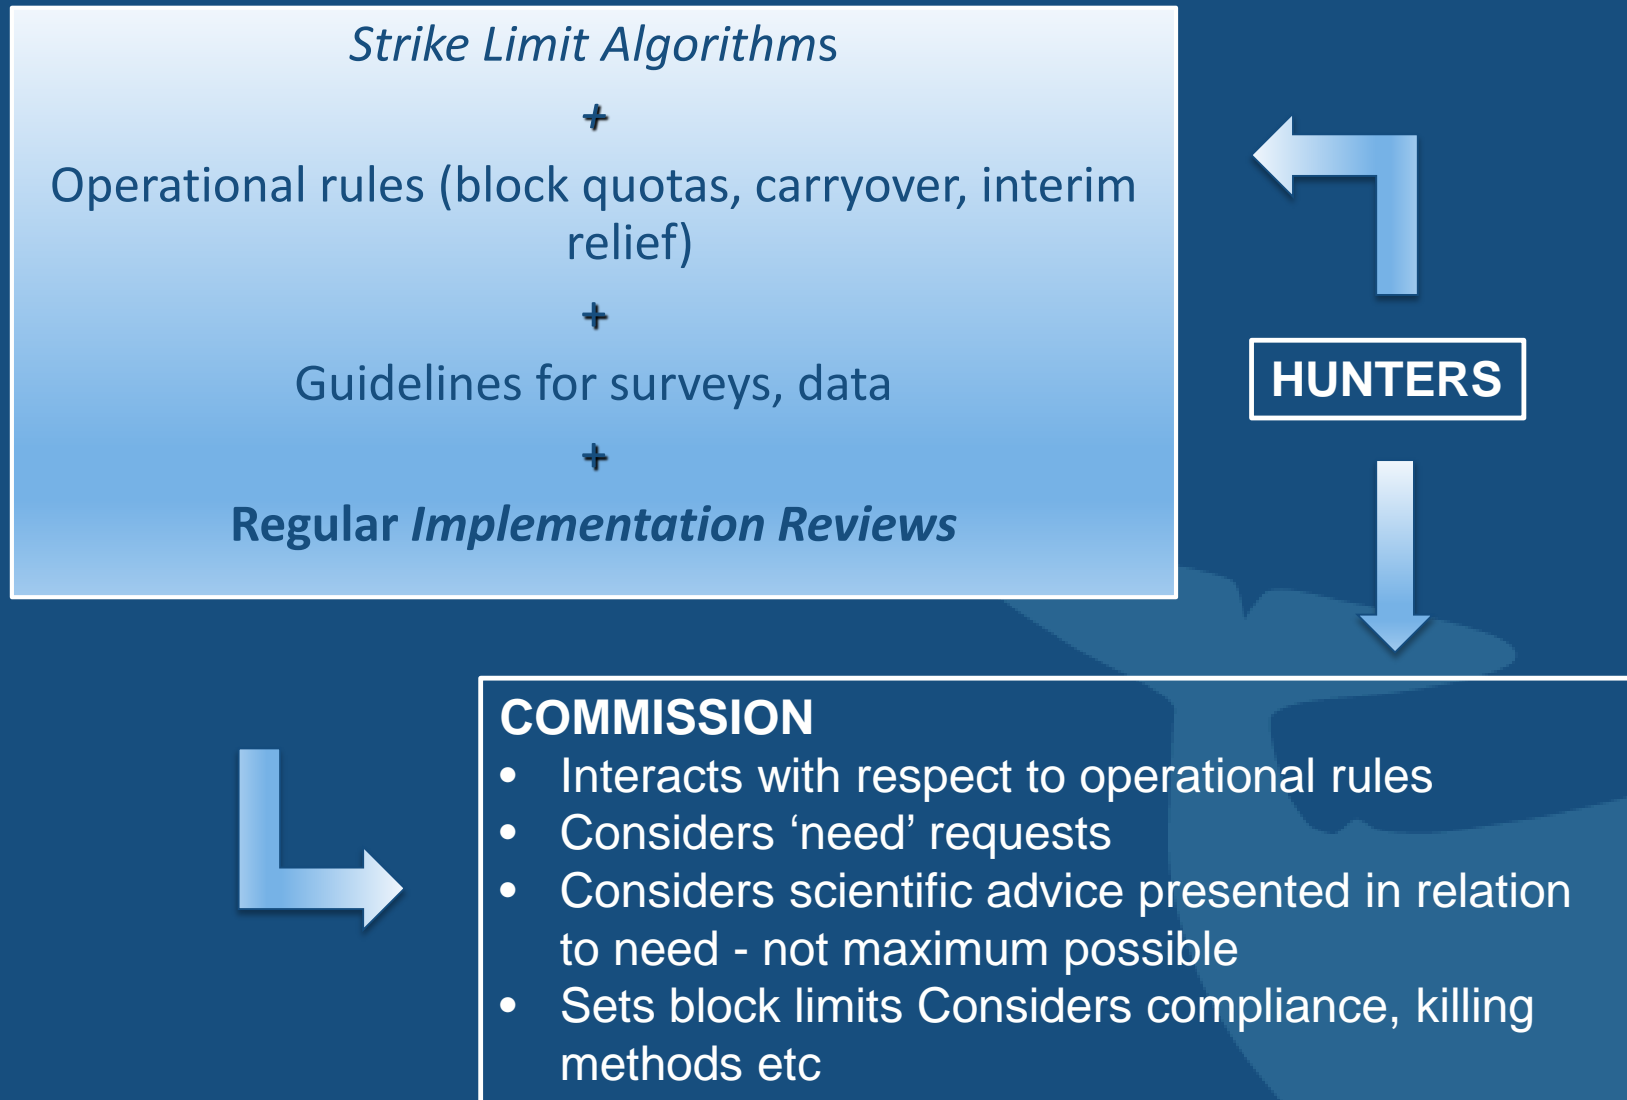 Strike Limit Algorithms
+
Operational rules (block quotas, carryover, interim
relief)
+
Guidelines for surveys, data
+
Regular Implementation Reviews
HUNTERS
COMMISSION
• Interacts with respect to operational rules
• Considers ‘need’ requests
• Considers scientific advice presented in relation
to need - not maximum possible
• Sets block limits Considers compliance, killing
methods etc